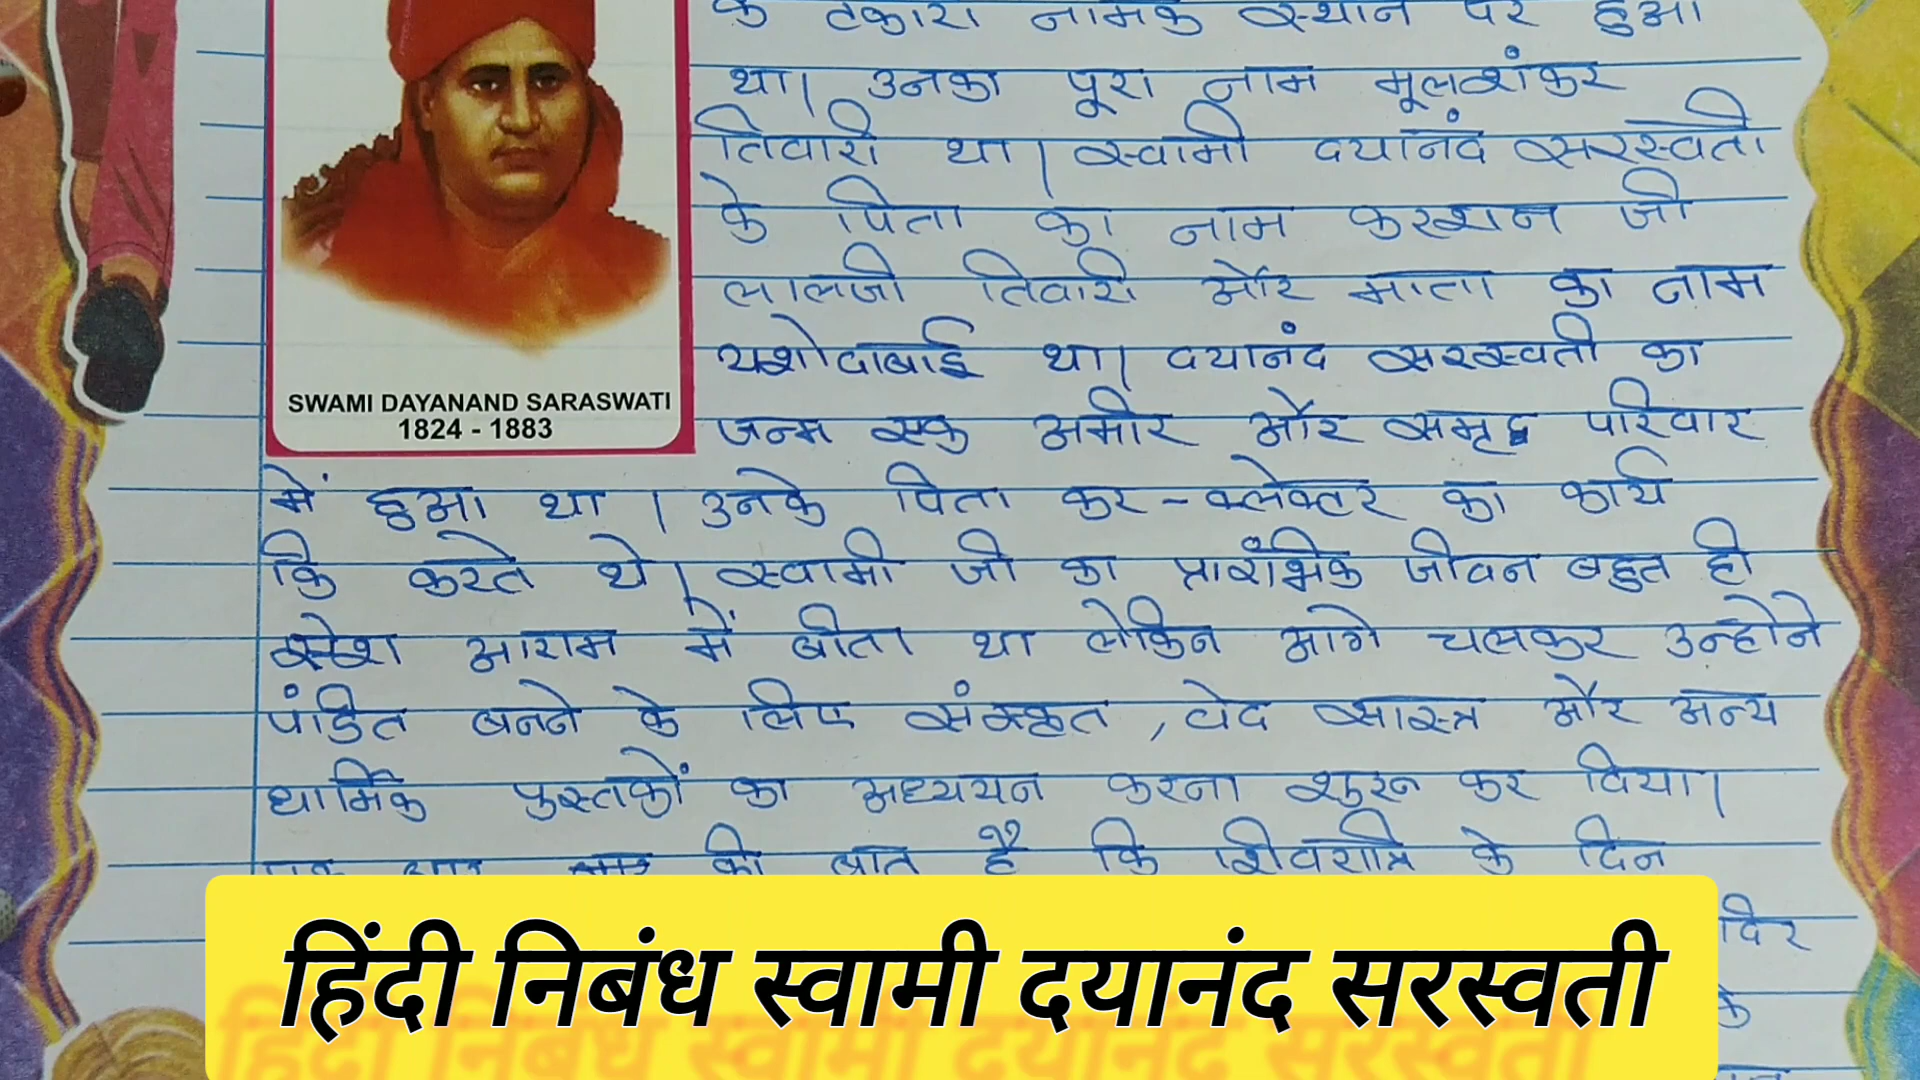 के टंकारा नामक स्थान पर हुआ
था। उनका पूरा नाम मूलशंकर
तिवारी था। स्वामी दयानंद सरस्वती
के पिता का नाम करशन जी
लालजी तिवारी और माता का नाम
यशोदाबाई था। दयानंद सरस्वती का
जन्म एक अमीर और समृद्ध परिवार
SWAMI DAYANAND SARASWATI
1824 - 1883
में हुआ था। उनके पिता कर-क्लेक्टर का कार्य
कि करते थे। स्वामी जी का प्रारंभिक जीवन बहुत ही
आराम में बीता था लेकिन आगे चलकर उन्होने
पंडित बनने के लिए संस्कृत, वेद सास्त्र और अन्य
धार्मिक पुस्तकों का अध्ययन करना शुरू कर दिया।
की बात है कि शिवरात्रि के दिन
के
हिंदी निबंध स्वामी दयानंद सरस्वती